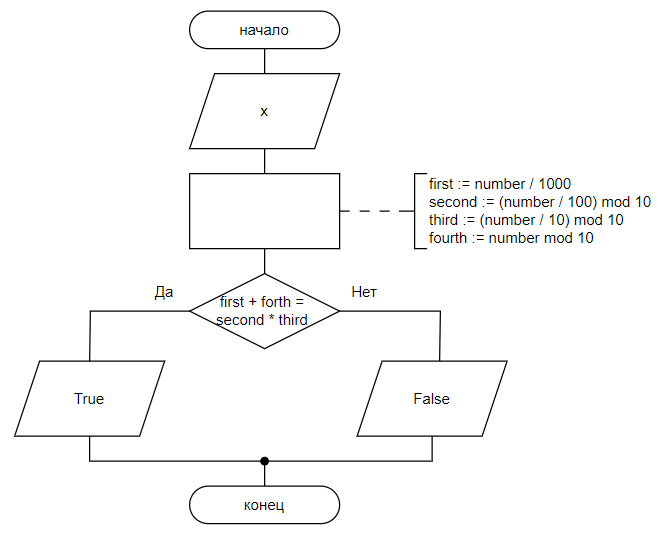 начало
x
first := number / 1000
second := (number / 100) mod 10
third := (number / 10) mod 10
fourth := number mod 10
Да
Нет
first + forth =
second * third
True
False
конец